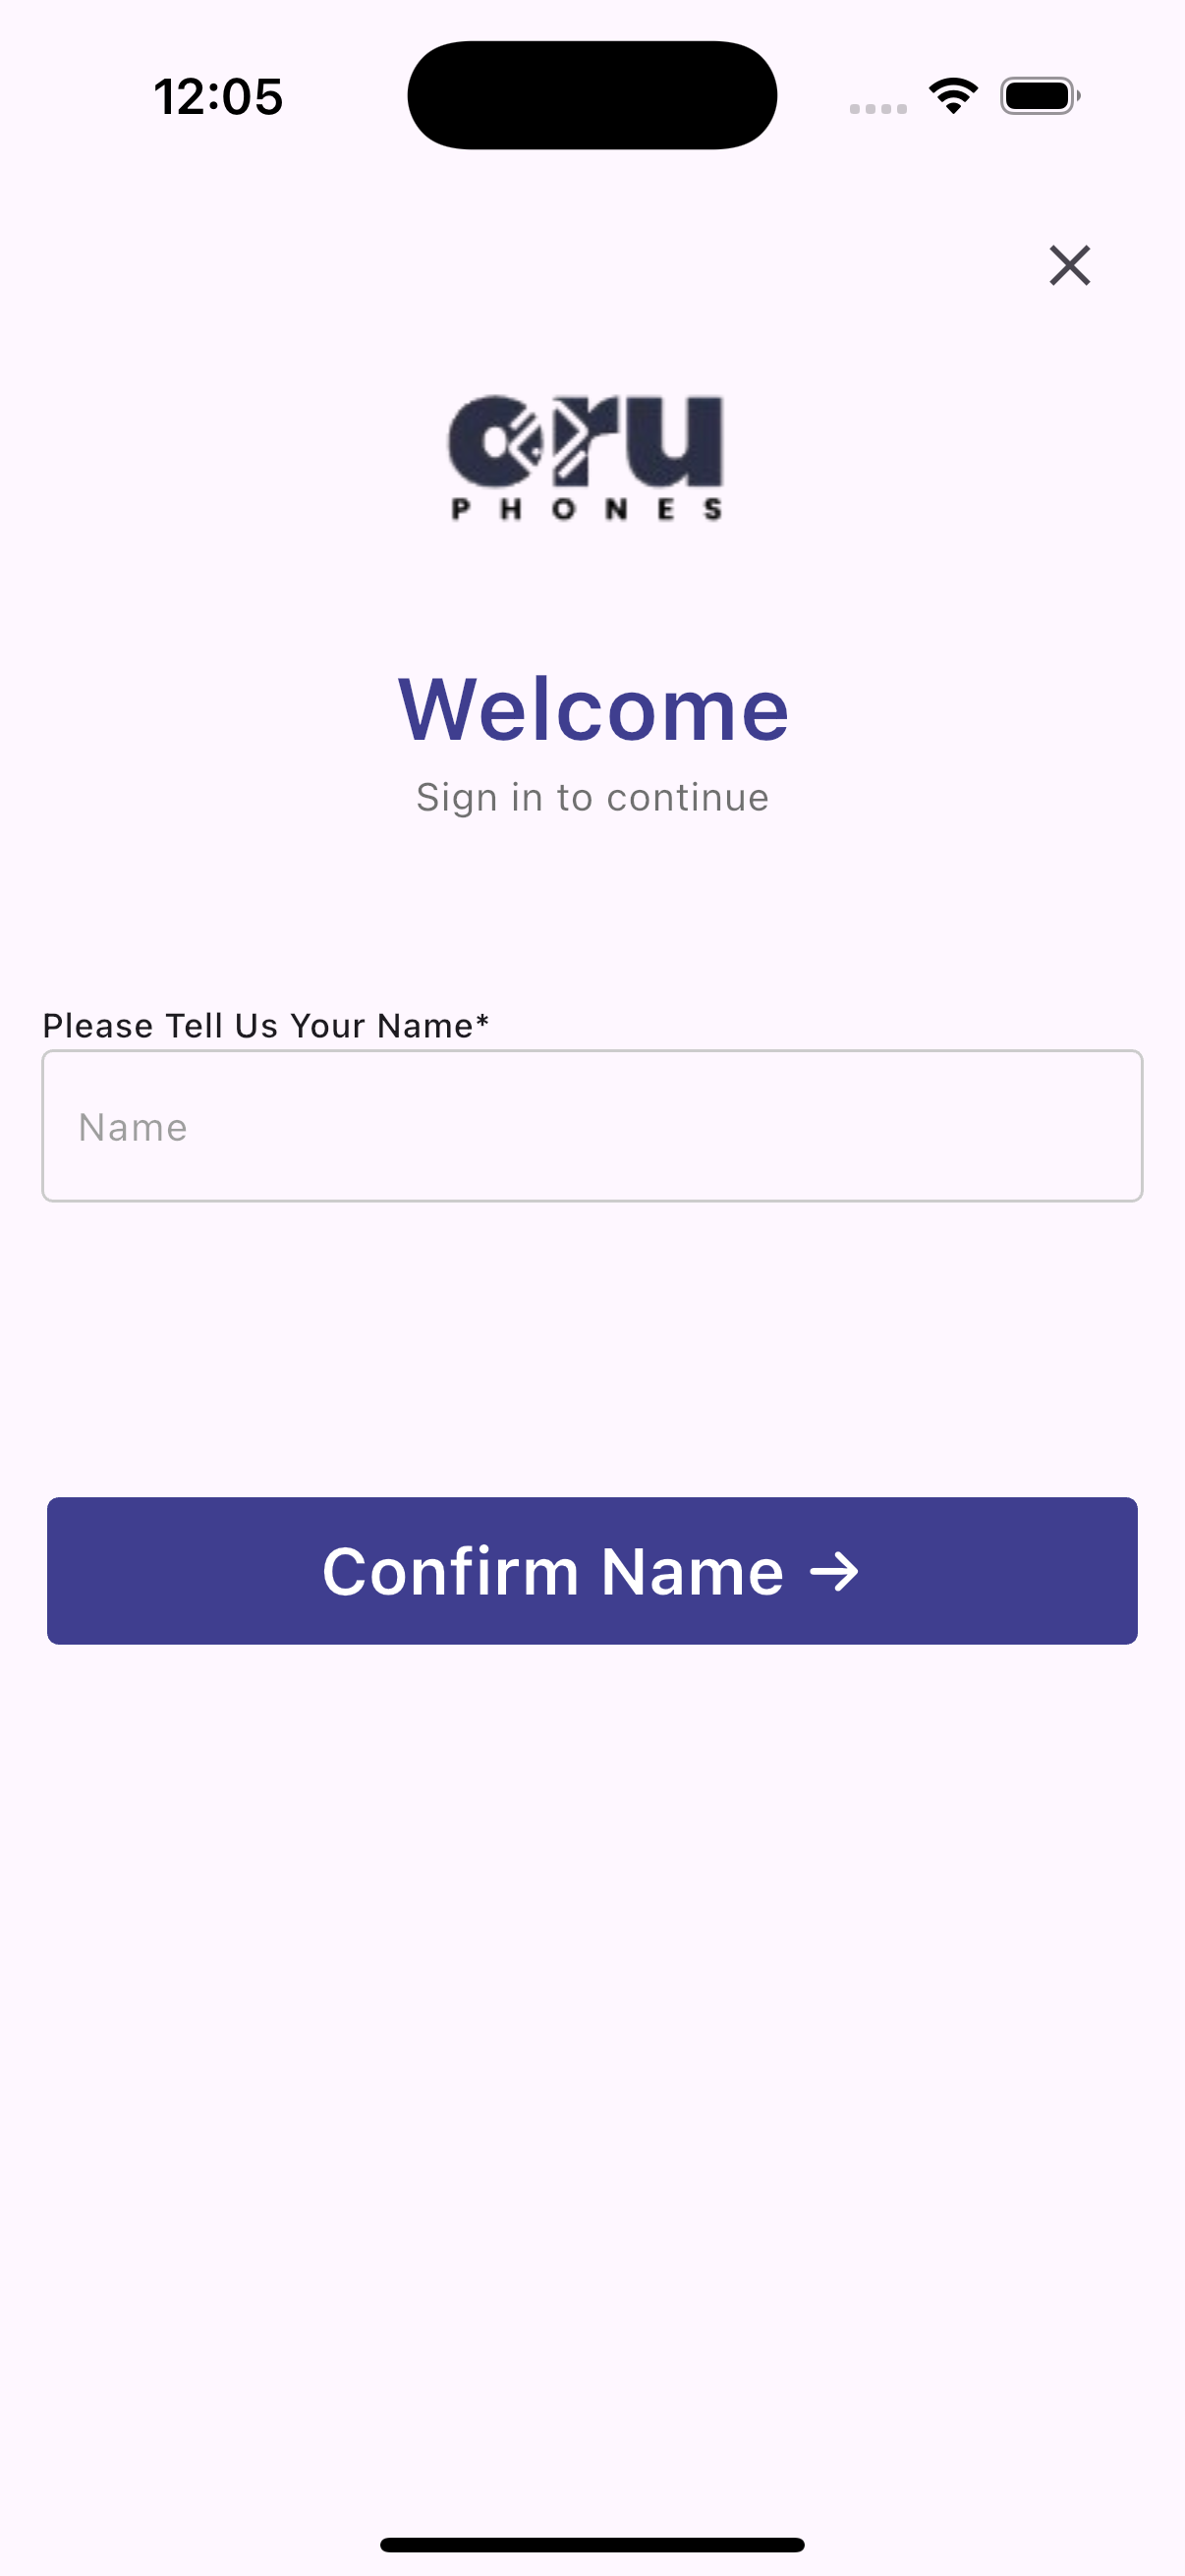 12:05
oru
PHONES
Welcome
Sign in to continue
Please Tell Us Your Name*
Name
Confirm Name →